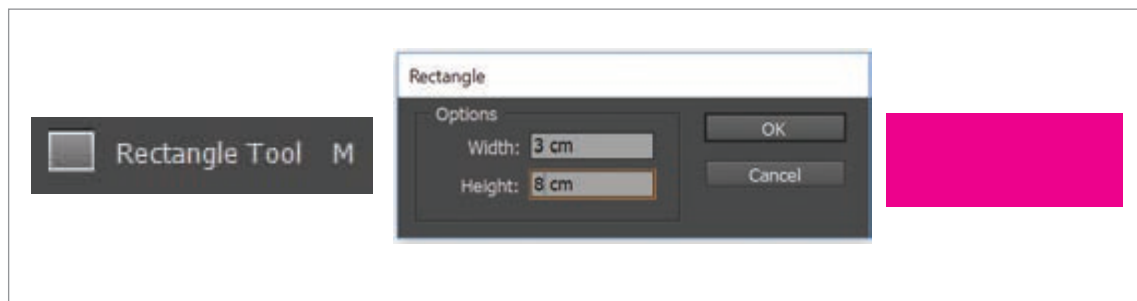 Rectangle Tool M
Rectangle
Options
Width: 3 cm
Height: 8 cm
OK
Cancel